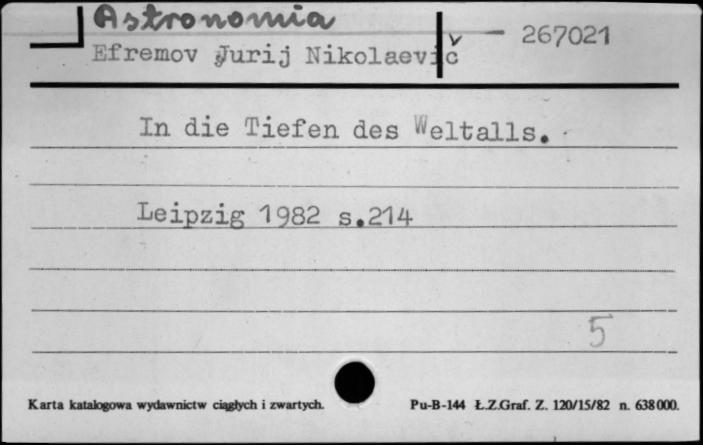 Astronomia
Efremov Jurij Nikolaevič — 267021
In die Tiefen des Weltalls.
Leipzig 1982 s.214
5
Karta katalogowa wydawnictw ciągłych i zwartych.
Pu-B-144 Ł.Z.Graf. Z. 120/15/82 n. 638000.